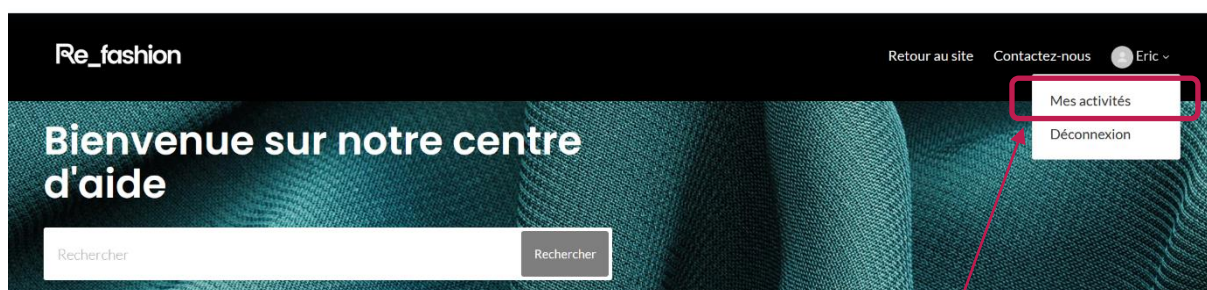 Re_fashion
Retour au site Contactez-nous Eric
Mes activités
Déconnexion
Bienvenue sur notre centre
d'aide
Rechercher Rechercher